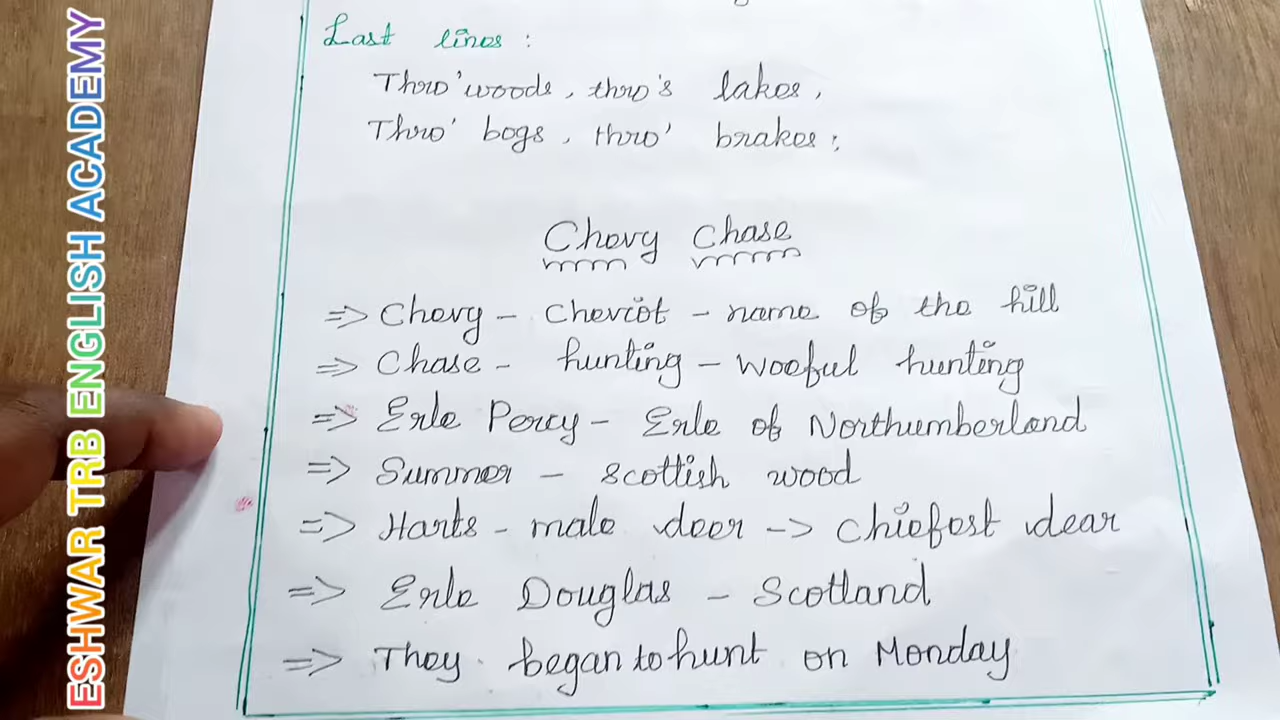 Last lines :
Thro' woods, thro's lakes,
Thro' bogs, thro' brakes;
Chevy Chase
=> Chevy - Cheviot - name of the hill
=> Chase - hunting - woeful hunting
=> Erle Percy - Erle of Northumberland
=> Summer - Scottish wood
=> Harts - male deer -> Chiefest dear
=> Erle Douglas - Scotland
=> They began to hunt on Monday
ESHWAR TRB ENGLISH ACADEMY